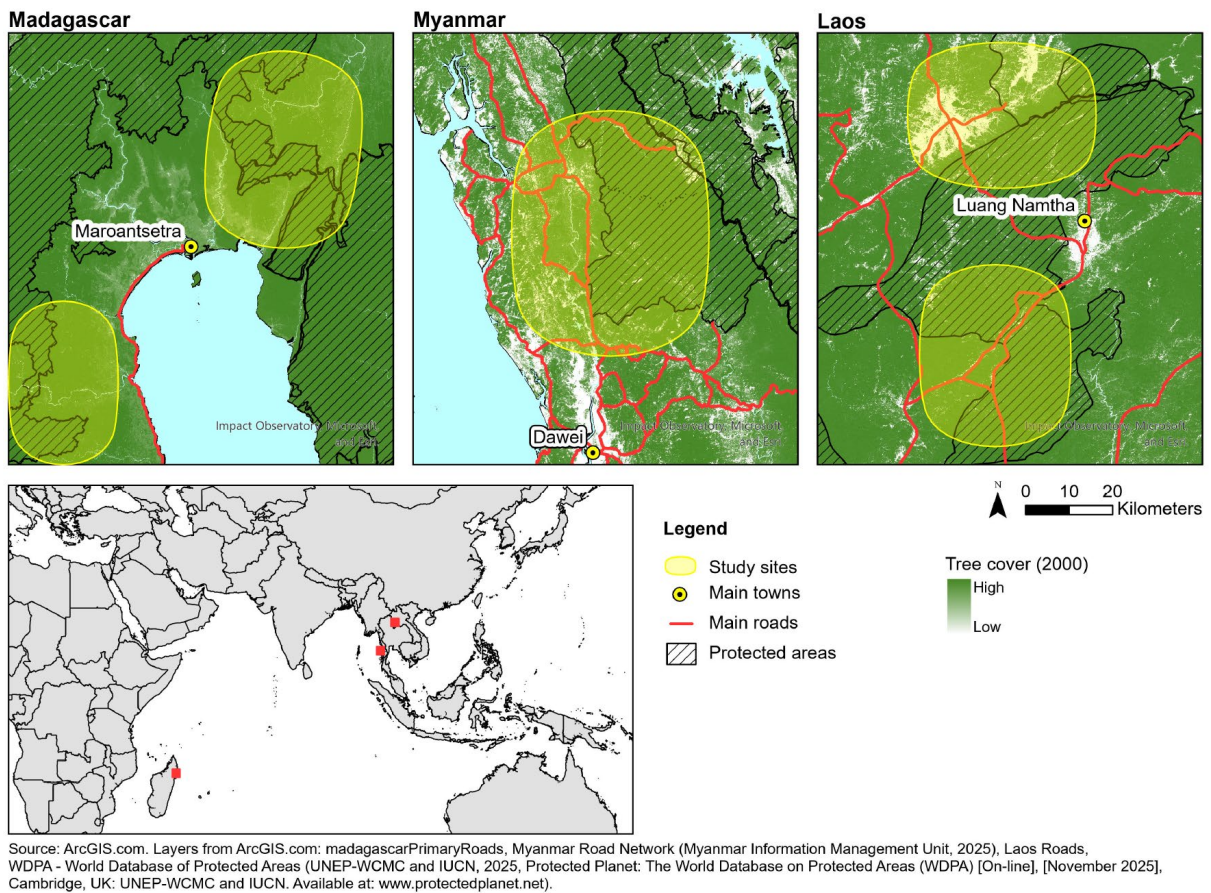 Madagascar
Myanmar
Laos
Maroantsetra
Impact Observatory, Microsoft,
and Esri
Dawei
Impact Observatory, Microsoft,
and Esri
Luang Namtha
Impact Observatory, Microsoft,
and Esri
N
0 10 20
Kilometers
Legend
Study sites
Main towns
Main roads
Protected areas
Tree cover (2000)
High
Low
Source: ArcGIS.com. Layers from ArcGIS.com: madagascarPrimaryRoads, Myanmar Road Network (Myanmar Information Management Unit, 2025), Laos Roads,
WDPA - World Database of Protected Areas (UNEP-WCMC and IUCN, 2025, Protected Planet: The World Database on Protected Areas (WDPA) [On-line], [November 2025],
Cambridge, UK: UNEP-WCMC and IUCN. Available at: www.protectedplanet.net).